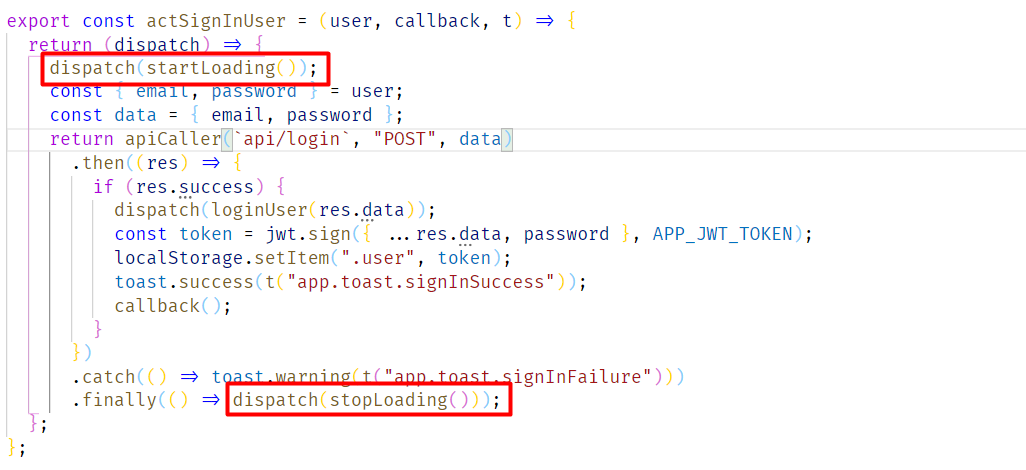 export const actSignInUser = (user, callback, t) => {
return (dispatch) => {
dispatch(startLoading());
const { email, password } = user;
const data = { email, password };
return apiCaller(`api/login`, "POST", data)
.then((res) => {
if (res.success) {
dispatch(loginUser(res.data));
const token = jwt.sign({ ...res.data, password }, APP_JWT_TOKEN);
localStorage.setItem(".user", token);
toast.success(t("app.toast.signInSuccess"));
callback();
}
})
.catch(() => toast.warning(t("app.toast.signInFailure")))
.finally(() => dispatch(stopLoading()));
};
};